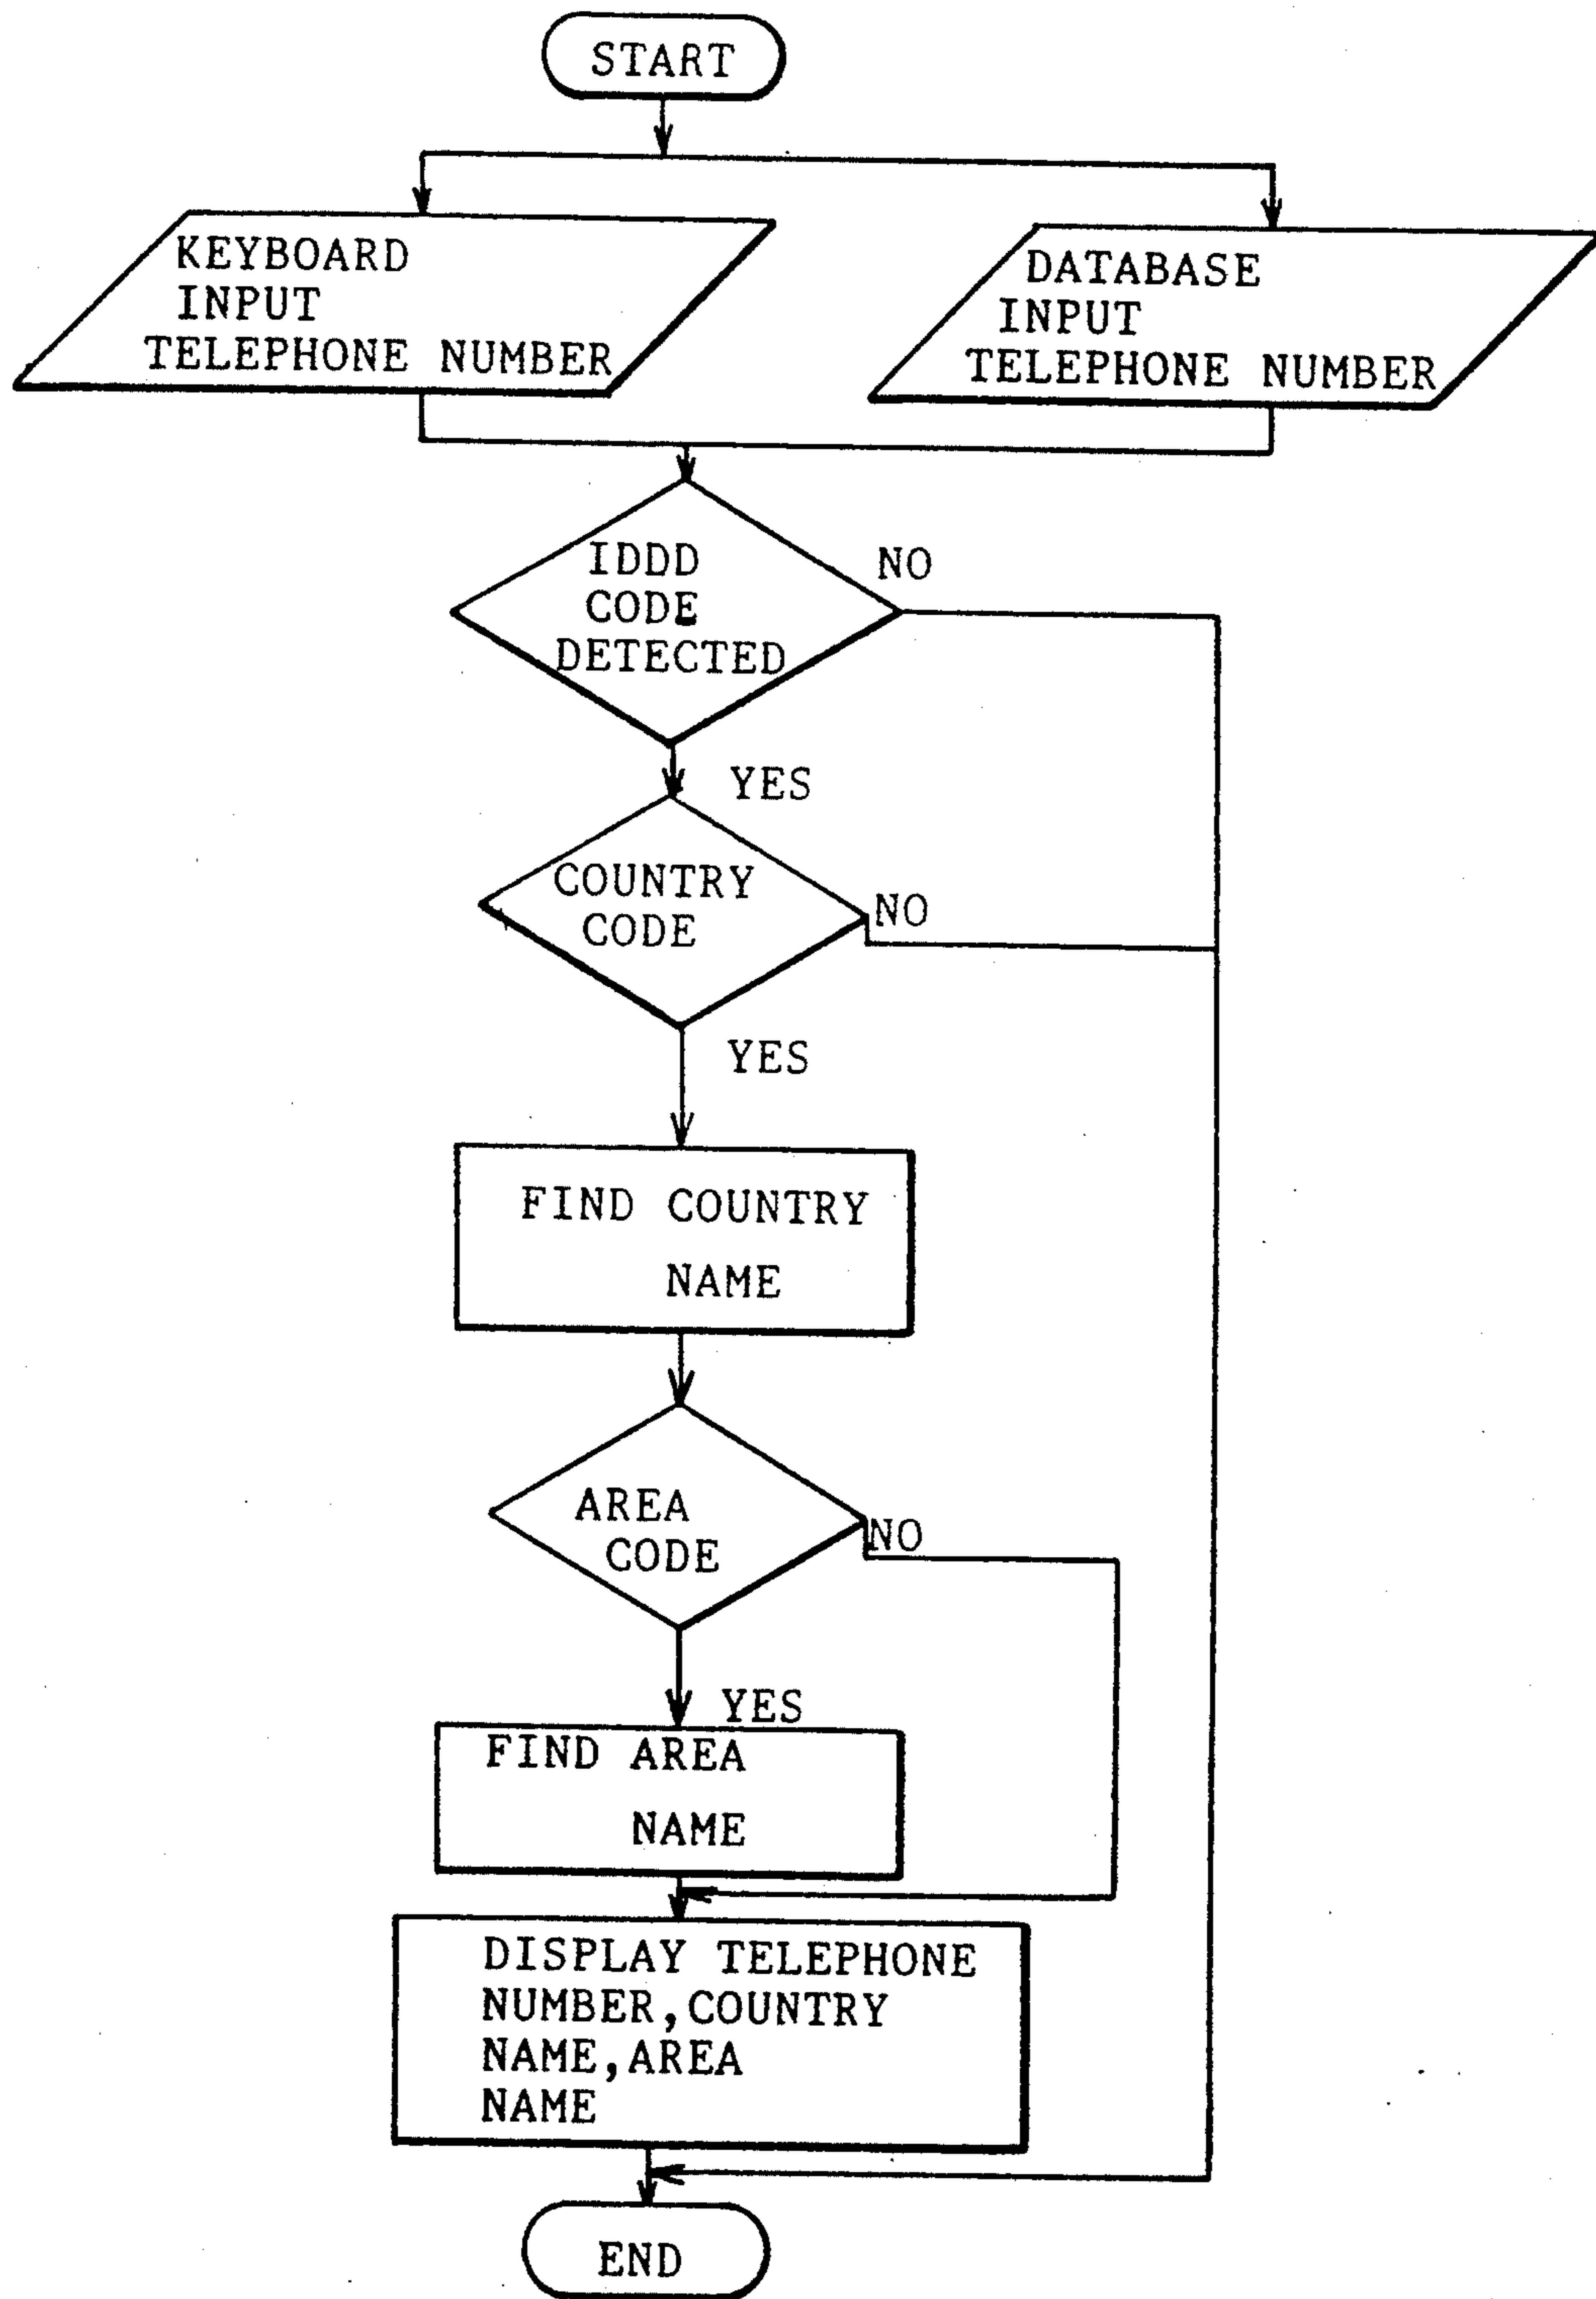 START
KEYBOARD
INPUT
TELEPHONE NUMBER
DATABASE
INPUT
TELEPHONE NUMBER
IDDD
CODE
DETECTED
NO
YES
COUNTRY
CODE
NO
YES
FIND COUNTRY
NAME
AREA
CODE
NO
YES
FIND AREA
NAME
DISPLAY TELEPHONE
NUMBER,COUNTRY
NAME,AREA
NAME
END